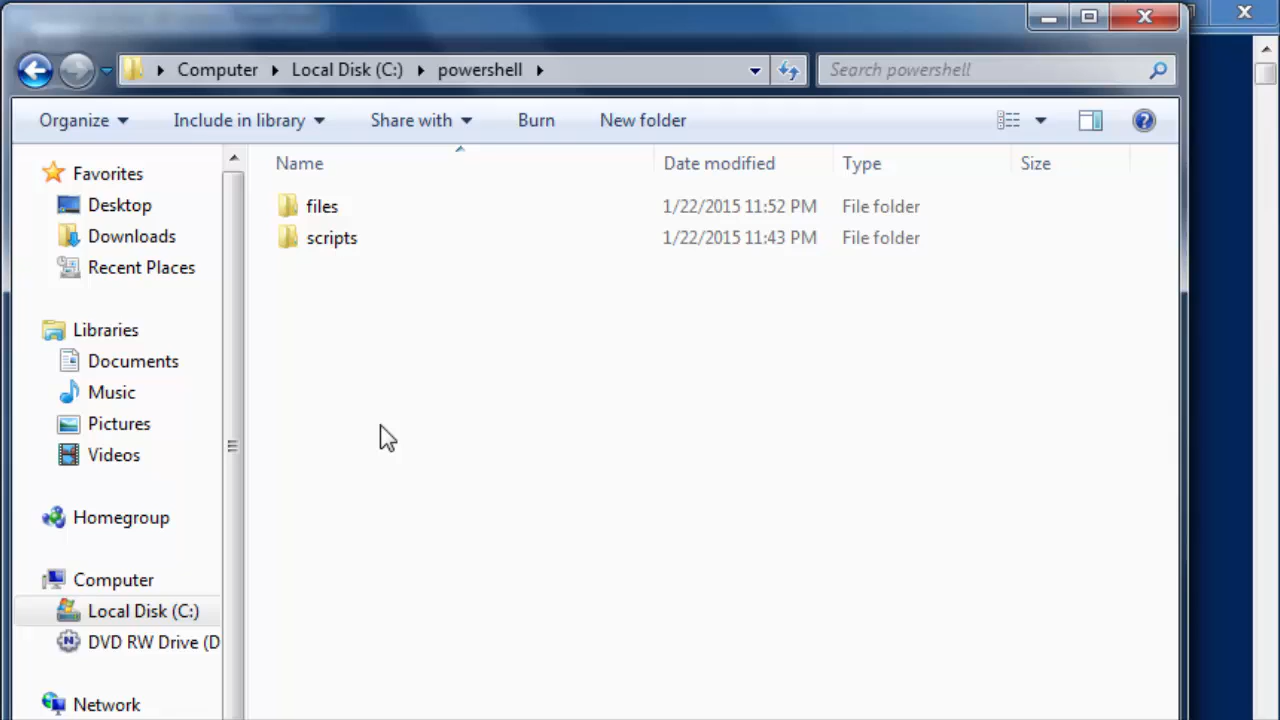 Computer Local Disk (C:) powershell Search powershell
Organize Include in library Share with Burn New folder
Name Date modified Type Size
files 1/22/2015 11:52 PM File folder
scripts 1/22/2015 11:43 PM File folder
Favorites
Desktop
Downloads
Recent Places
Libraries
Documents
Music
Pictures
Videos
Homegroup
Computer
Local Disk (C:)
DVD RW Drive (D
Network